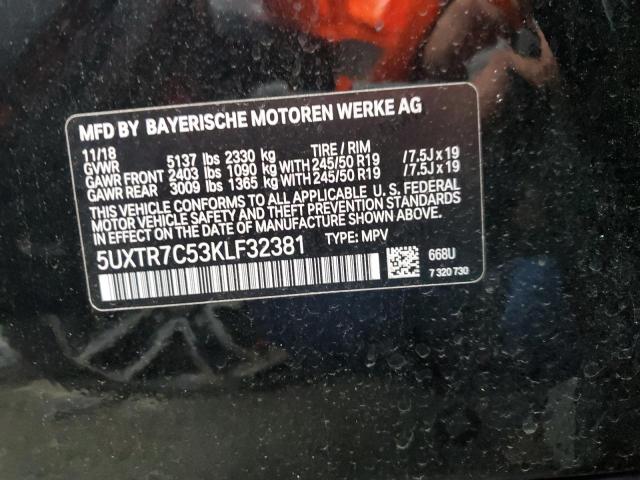 MFD BY BAYERISCHE MOTOREN WERKE AG
11/18 TIRE / RIM
GVWR 5137 lbs 2330 kg
GAWR FRONT 2403 lbs 1090 kg WITH 245/50 R19 /7.5J x 19
GAWR REAR 3009 lbs 1365 kg WITH 245/50 R19 /7.5J x 19
THIS VEHICLE CONFORMS TO ALL APPLICABLE U.S. FEDERAL
MOTOR VEHICLE SAFETY AND THEFT PREVENTION STANDARDS
IN EFFECT ON THE DATE OF MANUFACTURE SHOWN ABOVE.
5UXTR7C53KLF32381 TYPE: MPV
668U
7 320 730